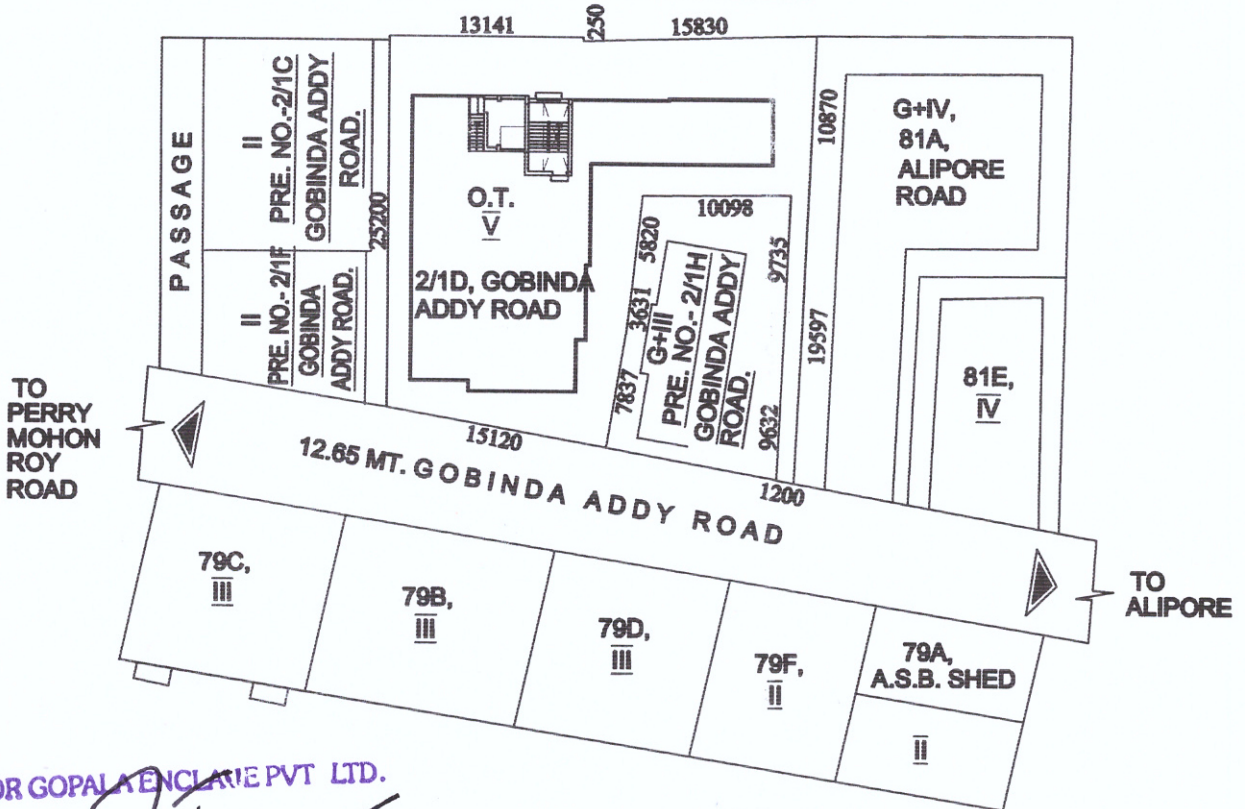 13141
250
15830
PASSAGE
II
PRE. NO.-2/1C
GOBINDA ADDY
ROAD.
25200
II
PRE. NO.- 2/1F
GOBINDA
ADDY ROAD.
O.T.
V
2/1D, GOBINDA
ADDY ROAD
10098
5820
3631
7837
G+III
PRE. NO.- 2/1H
GOBINDA ADDY
ROAD.
9735
9632
10870
19597
G+IV,
81A,
ALIPORE
ROAD
81E,
IV
TO
PERRY
MOHON
ROY
ROAD
15120
12.65 MT. GOBINDA ADDY ROAD
1200
TO
ALIPORE
79C,
III
79B,
III
79D,
III
79F,
II
79A,
A.S.B. SHED
II
OR GOPALA ENCLAVE PVT LTD.